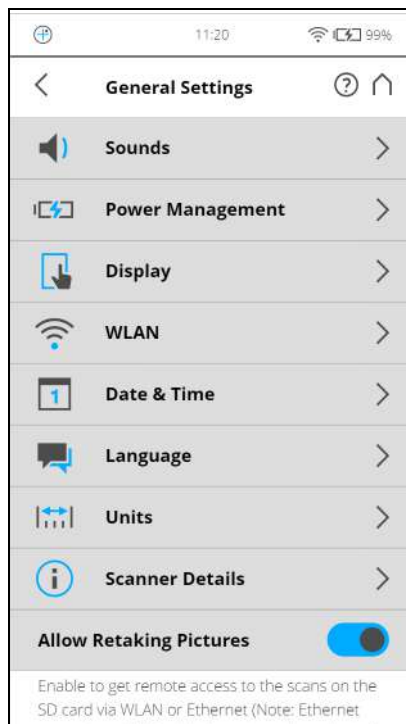 11:20 99%
General Settings
Sounds
Power Management
Display
WLAN
1 Date & Time
Language
Units
Scanner Details
Allow Retaking Pictures
Enable to get remote access to the scans on the
SD card via WLAN or Ethernet (Note: Ethernet